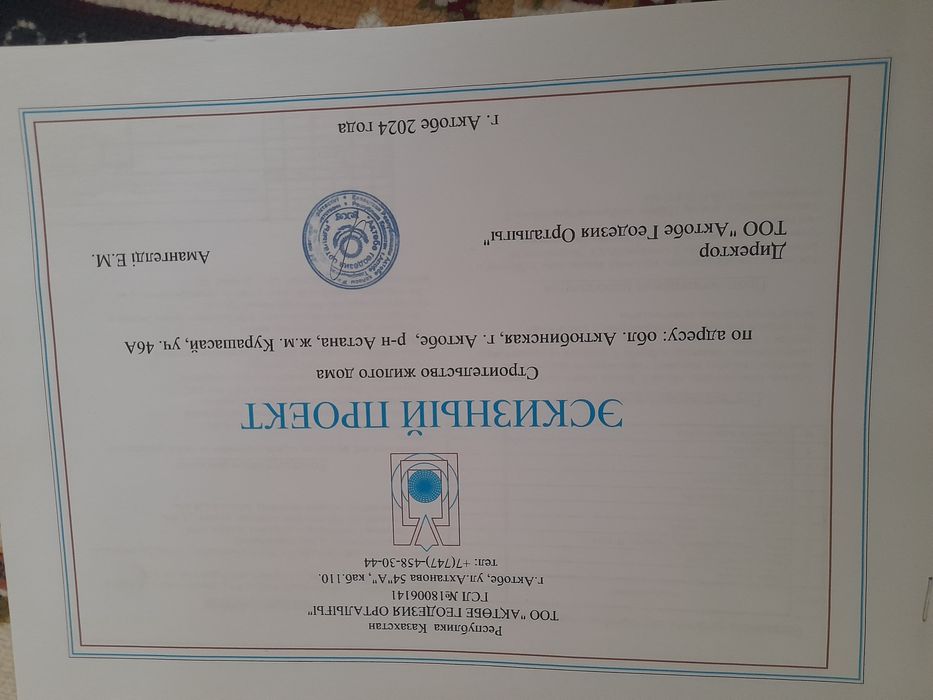 Республика Казахстан
ТОО "АКТӨБЕ ГЕОДЕЗИЯ ОРТАЛЫҒЫ"
ГСЛ №18006141
г.Актобе, ул.Ахтанова 54"А", каб.110.
тел: +7(747)-458-30-44
ЭСКИЗНЫЙ ПРОЕКТ
Строительство жилого дома
по адресу: обл. Актюбинская, г. Актобе, р-н Астана, ж.м. Курашасай, уч. 46А
Директор
ТОО "Актобе Геодезия Орталығы"
Амангелді Е.М.
г. Актобе 2024 года